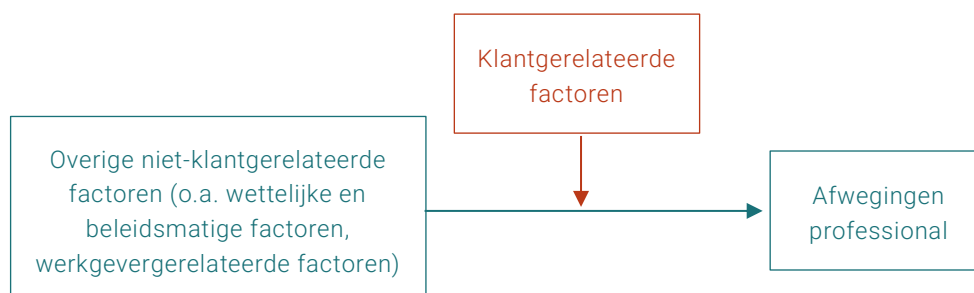 Klantgerelateerde
factoren
Overige niet-klantgerelateerde
factoren (o.a. wettelijke en
beleidsmatige factoren,
werkgevergerelateerde factoren)
Afwegingen
professional